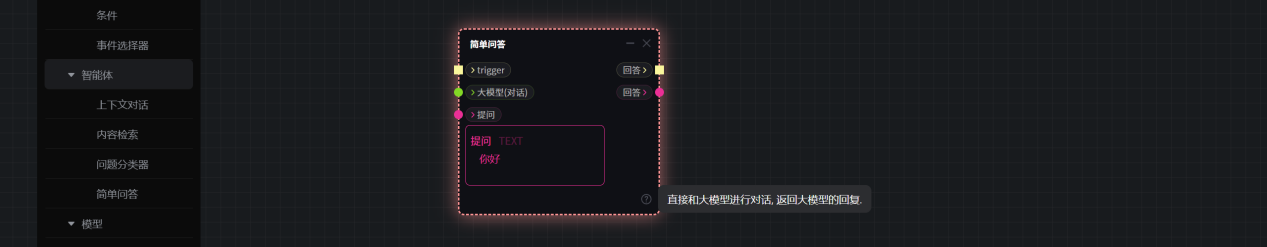 条件
事件选择器
智能体
上下文对话
内容检索
问题分类器
简单问答
模型
简单问答
trigger
回答
大模型(对话)
回答
提问
提问 TEXT
你好
直接和大模型进行对话, 返回大模型的回复.